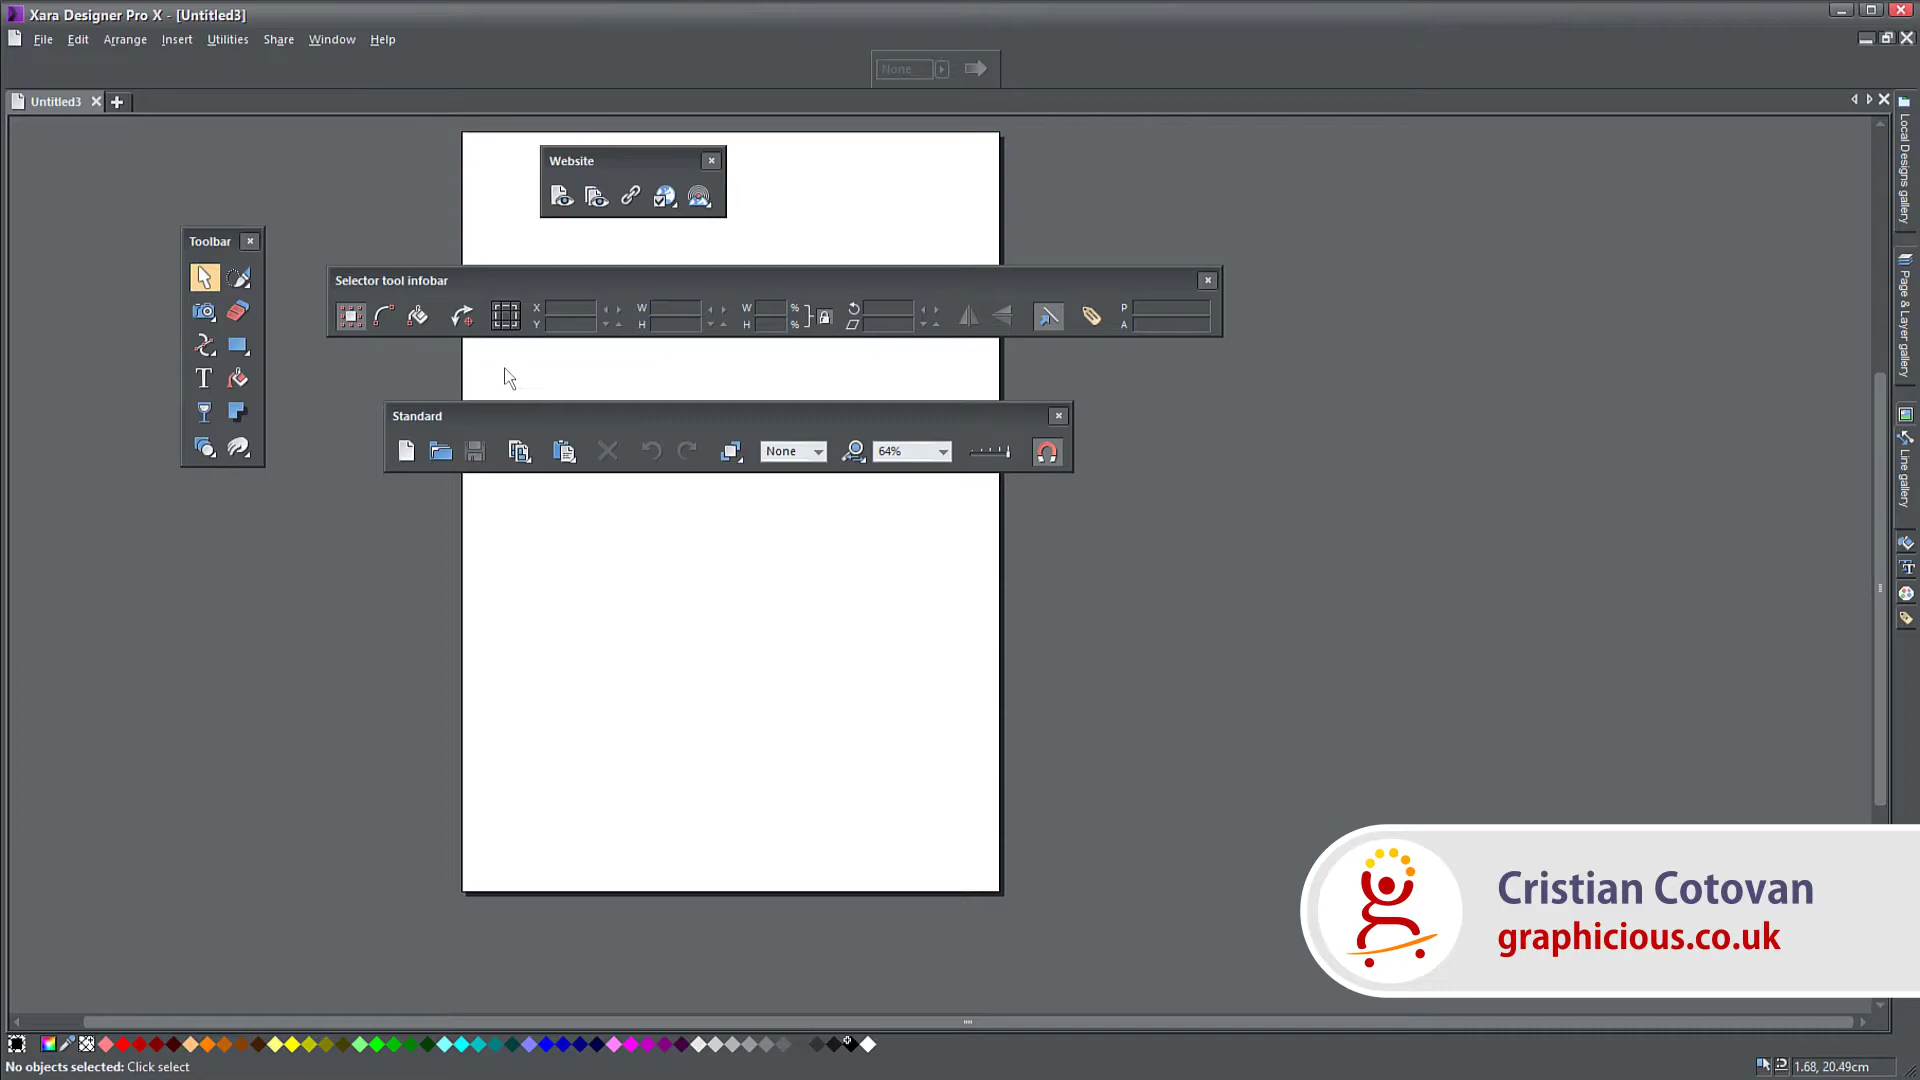 Xara Designer Pro X - [Untitled3]
File Edit Arrange Insert Utilities Share Window Help
None
Untitled3
Website
Toolbar
Selector tool infobar
X W W % P
Y H H % A
Standard
None 64%
Local Designs gallery
Page & Layer gallery
Line gallery
Cristian Cotovan
graphicious.co.uk
No objects selected: Click select
1.68, 20.49cm